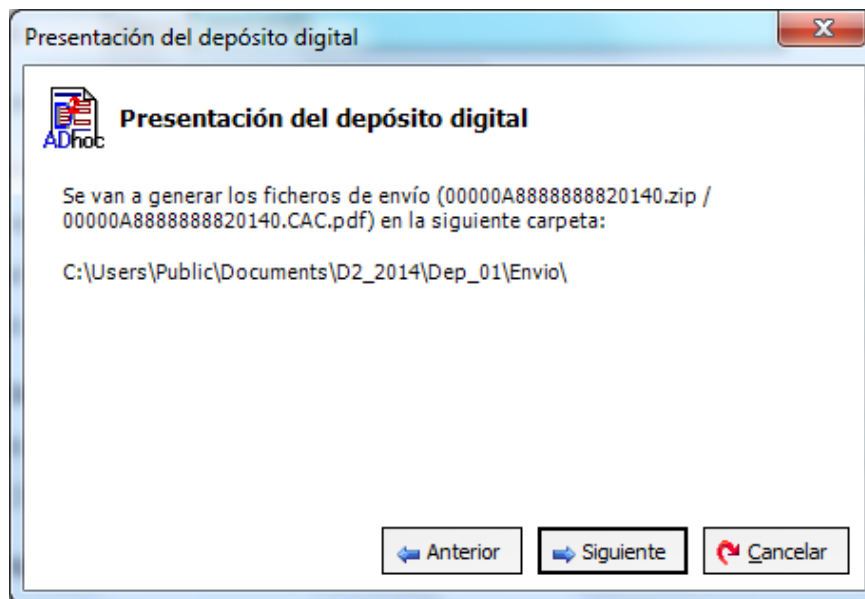 Presentación del depósito digital
ADhoc
Presentación del depósito digital
Se van a generar los ficheros de envío (00000A8888888820140.zip /
00000A8888888820140.CAC.pdf) en la siguiente carpeta:
C:\Users\Public\Documents\D2_2014\Dep_01\Envio\
Anterior
Siguiente
Cancelar